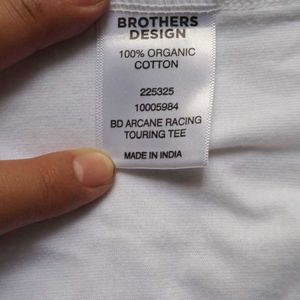 BROTHERS
DESIGN
100% ORGANIC
COTTON
225325
10005984
BD ARCANE RACING
TOURING TEE
MADE IN INDIA